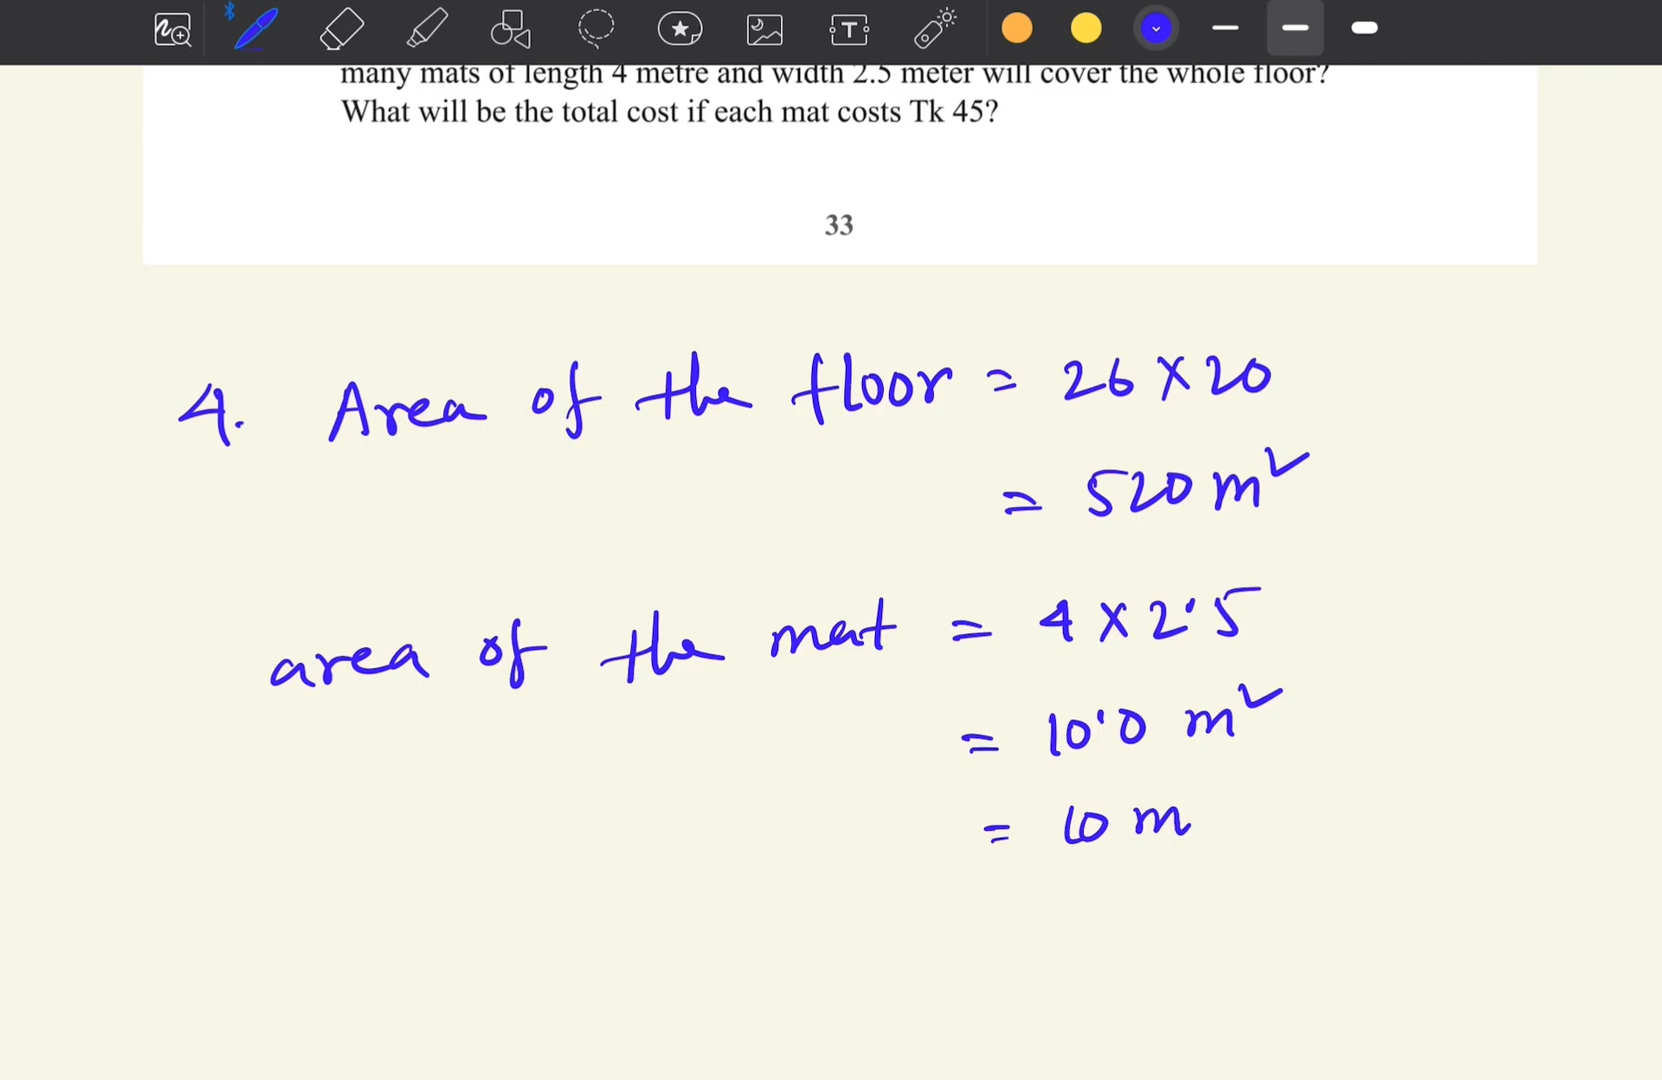 many mats of length 4 metre and width 2.5 meter will cover the whole floor?
What will be the total cost if each mat costs Tk 45?
33
4. Area of the floor = 26 × 20
= 520 m²
area of the mat = 4 × 2·5
= 10·0 m²
= 10 m